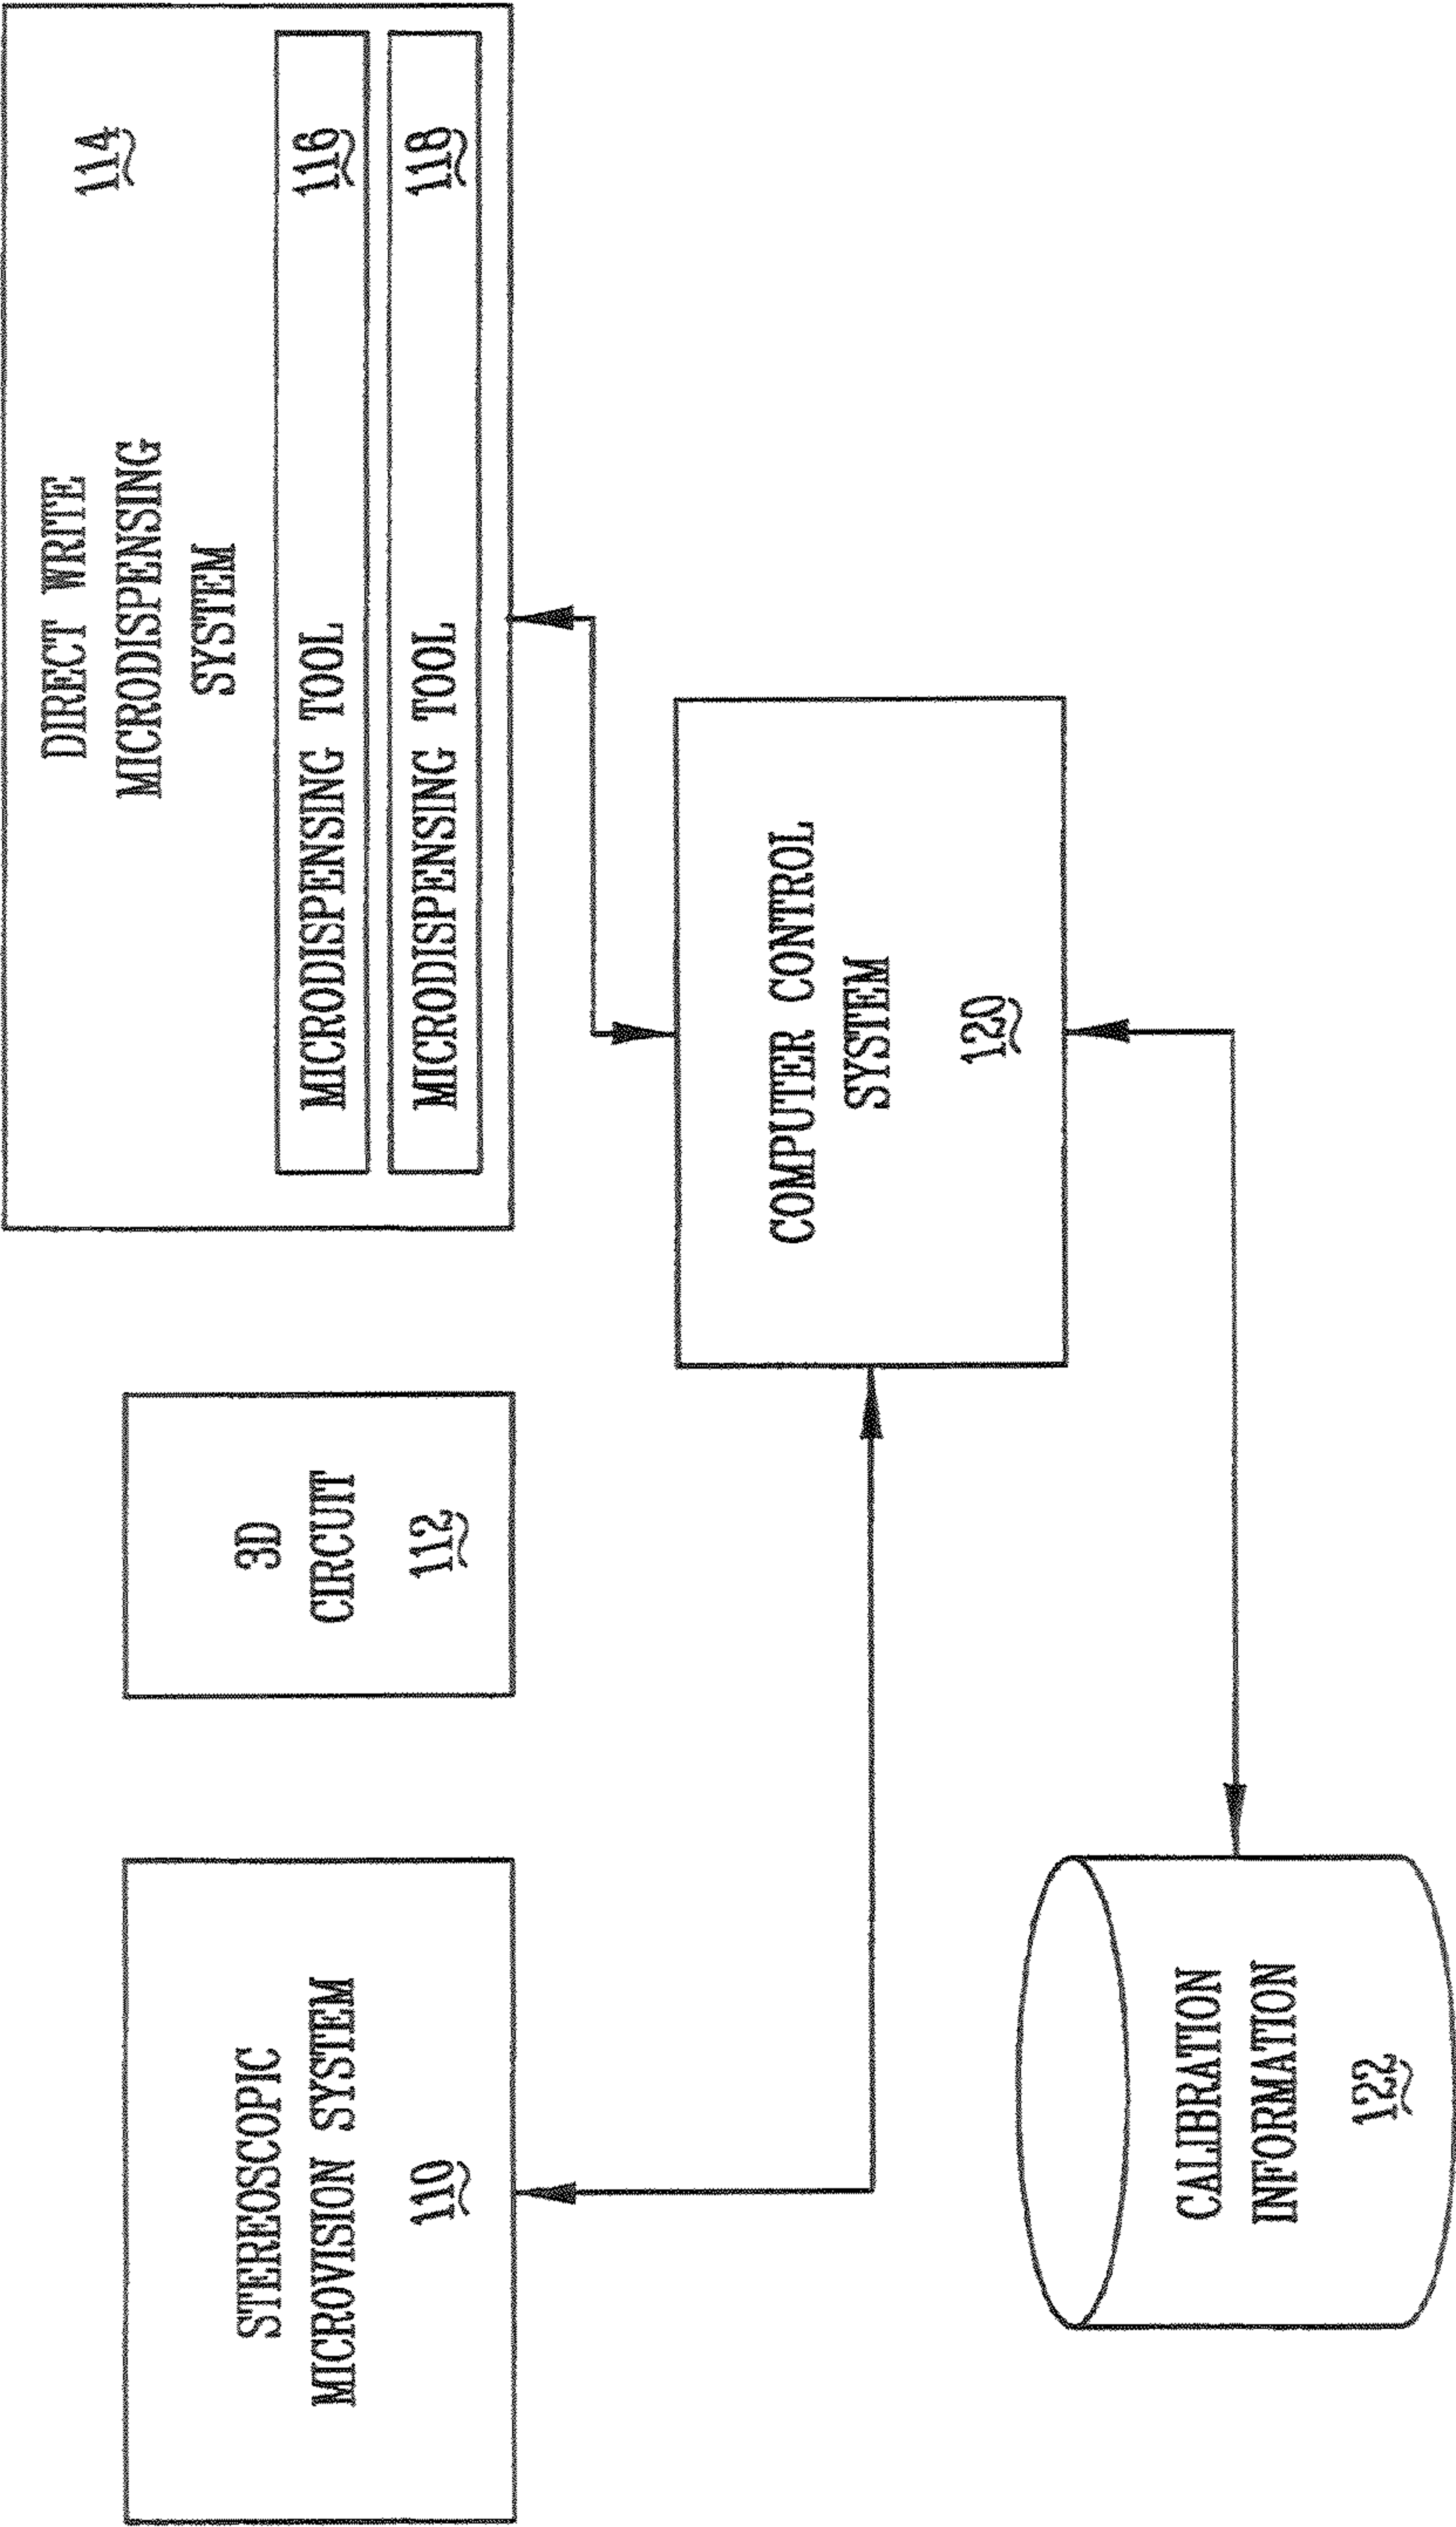 STEREOSCOPIC
MICROVISION SYSTEM
110
3D
CIRCUIT
112
DIRECT WRITE
MICRODISPENSING
SYSTEM
114
MICRODISPENSING TOOL 116
MICRODISPENSING TOOL 118
COMPUTER CONTROL
SYSTEM
120
CALIBRATION
INFORMATION
122